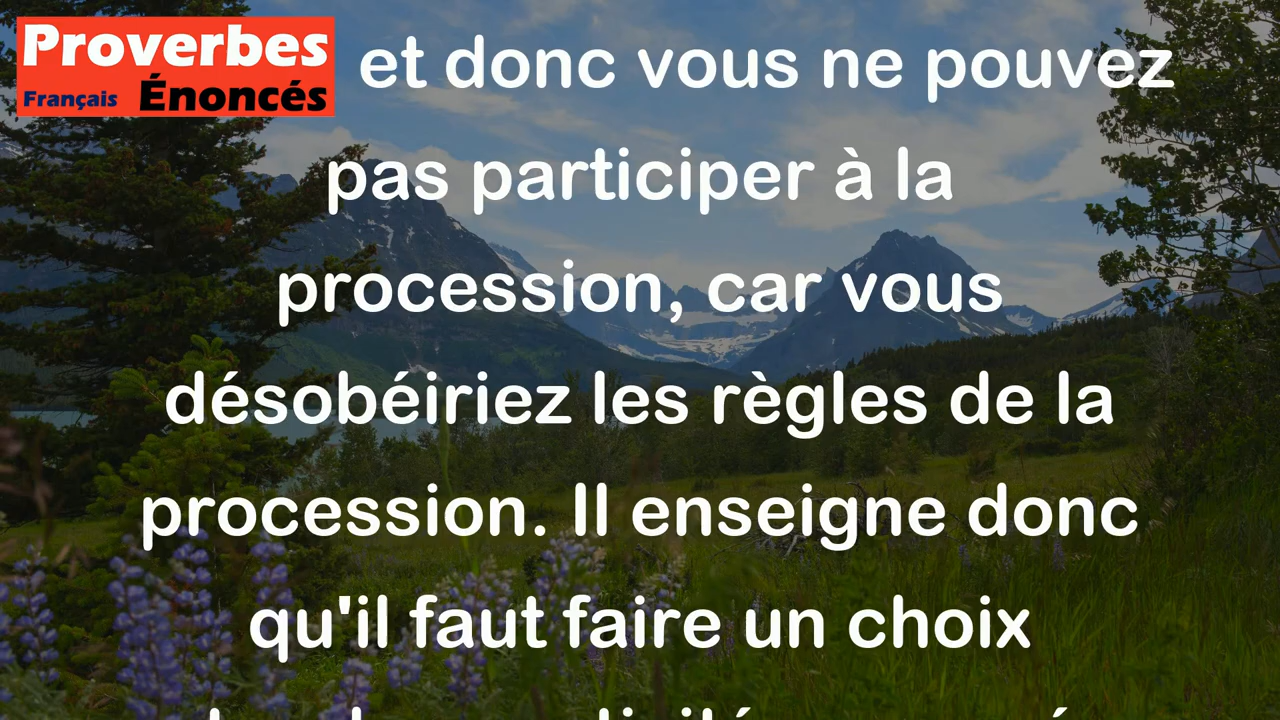 Proverbes
Français Énoncés
et donc vous ne pouvez
pas participer à la
procession, car vous
désobéiriez les règles de la
procession. Il enseigne donc
qu'il faut faire un choix